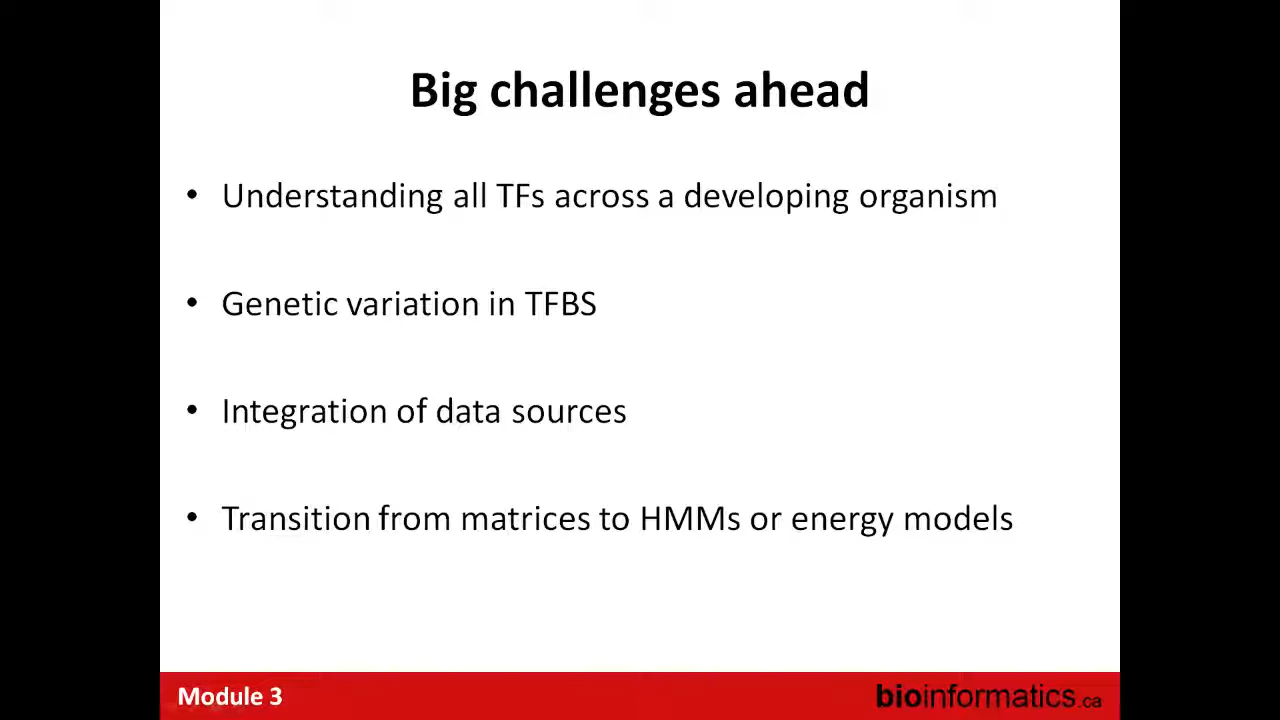 Big challenges ahead
• Understanding all TFs across a developing organism
• Genetic variation in TFBS
• Integration of data sources
• Transition from matrices to HMMs or energy models
Module 3
bioinformatics.ca